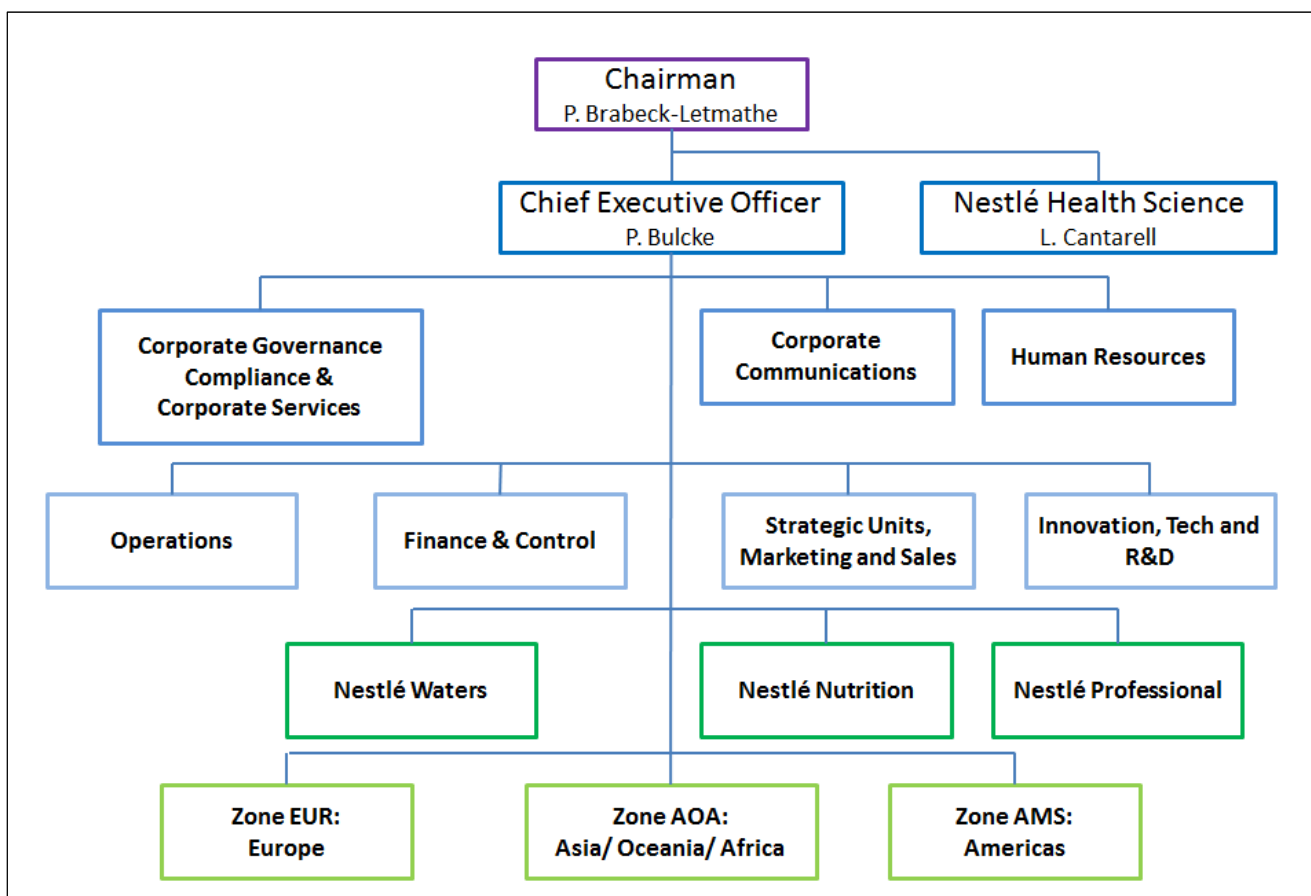 Chairman
P. Brabeck-Letmathe
Chief Executive Officer
P. Bulcke
Nestlé Health Science
L. Cantarell
Corporate Governance
Compliance &
Corporate Services
Corporate
Communications
Human Resources
Operations
Finance & Control
Strategic Units,
Marketing and Sales
Innovation, Tech and
R&D
Nestlé Waters
Nestlé Nutrition
Nestlé Professional
Zone EUR:
Europe
Zone AOA:
Asia/ Oceania/ Africa
Zone AMS:
Americas